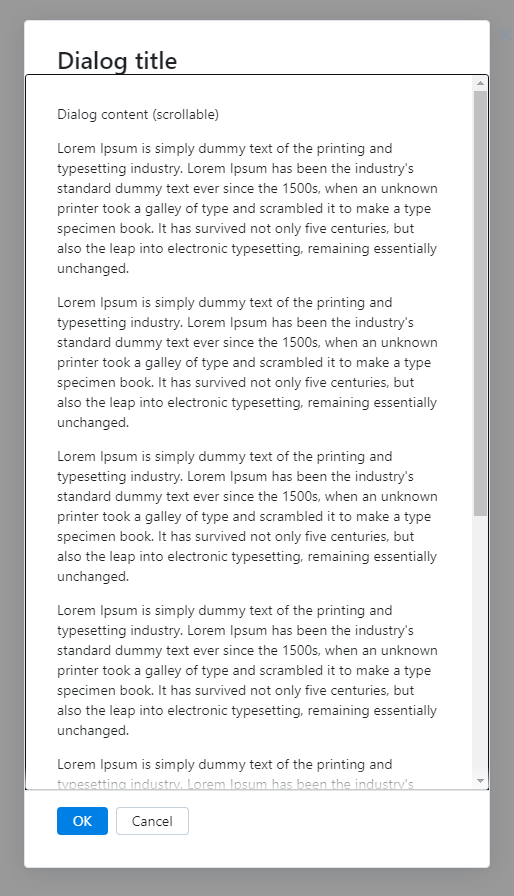 Dialog title
Dialog content (scrollable)
Lorem Ipsum is simply dummy text of the printing and
typesetting industry. Lorem Ipsum has been the industry's
standard dummy text ever since the 1500s, when an unknown
printer took a galley of type and scrambled it to make a type
specimen book. It has survived not only five centuries, but
also the leap into electronic typesetting, remaining essentially
unchanged.
Lorem Ipsum is simply dummy text of the printing and
typesetting industry. Lorem Ipsum has been the industry's
standard dummy text ever since the 1500s, when an unknown
printer took a galley of type and scrambled it to make a type
specimen book. It has survived not only five centuries, but
also the leap into electronic typesetting, remaining essentially
unchanged.
Lorem Ipsum is simply dummy text of the printing and
typesetting industry. Lorem Ipsum has been the industry's
standard dummy text ever since the 1500s, when an unknown
printer took a galley of type and scrambled it to make a type
specimen book. It has survived not only five centuries, but
also the leap into electronic typesetting, remaining essentially
unchanged.
Lorem Ipsum is simply dummy text of the printing and
typesetting industry. Lorem Ipsum has been the industry's
standard dummy text ever since the 1500s, when an unknown
printer took a galley of type and scrambled it to make a type
specimen book. It has survived not only five centuries, but
also the leap into electronic typesetting, remaining essentially
unchanged.
Lorem Ipsum is simply dummy text of the printing and
typesetting industry. Lorem Ipsum has been the industry's
OK Cancel